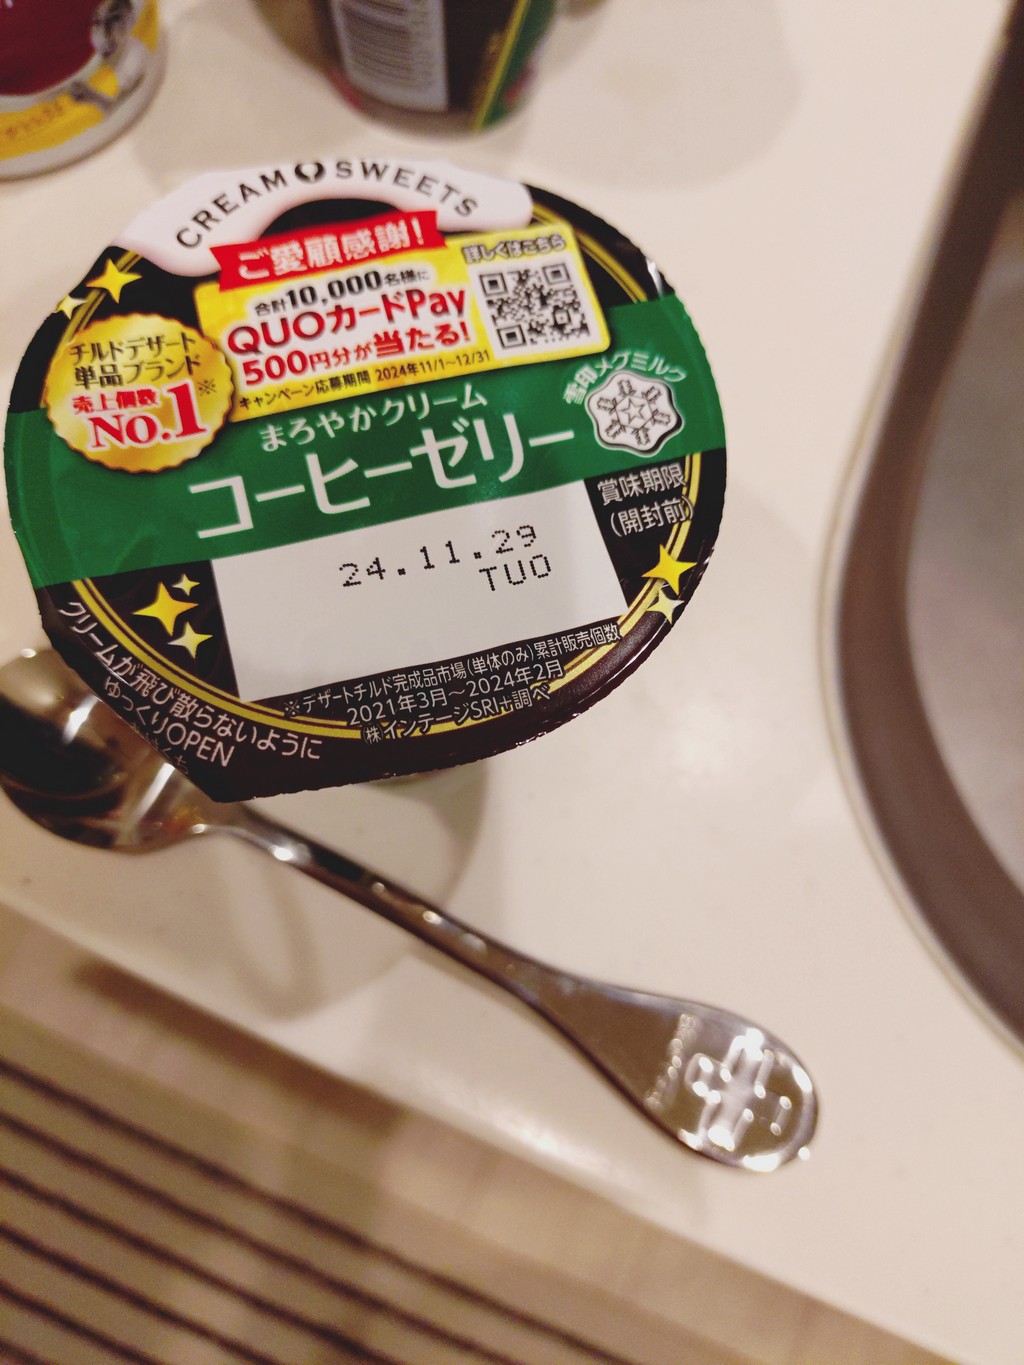 CREAM SWEETS
ご愛顧感謝!
合計10,000名様に
QUOカードPay
500円分が当たる!
キャンペーン応募期間 2024年11/1~12/31
詳しくはこちら
チルドデザート
単品ブランド
売上個数
No.1※
雪印メグミルク
まろやかクリーム
コーヒーゼリー
賞味期限
(開封前)
24.11.29
TUO
※デザートチルド完成品市場(単体のみ)累計販売個数
2021年3月~2024年2月
㈱インテージSRI+調べ
クリームが飛び散らないように
ゆっくりOPEN